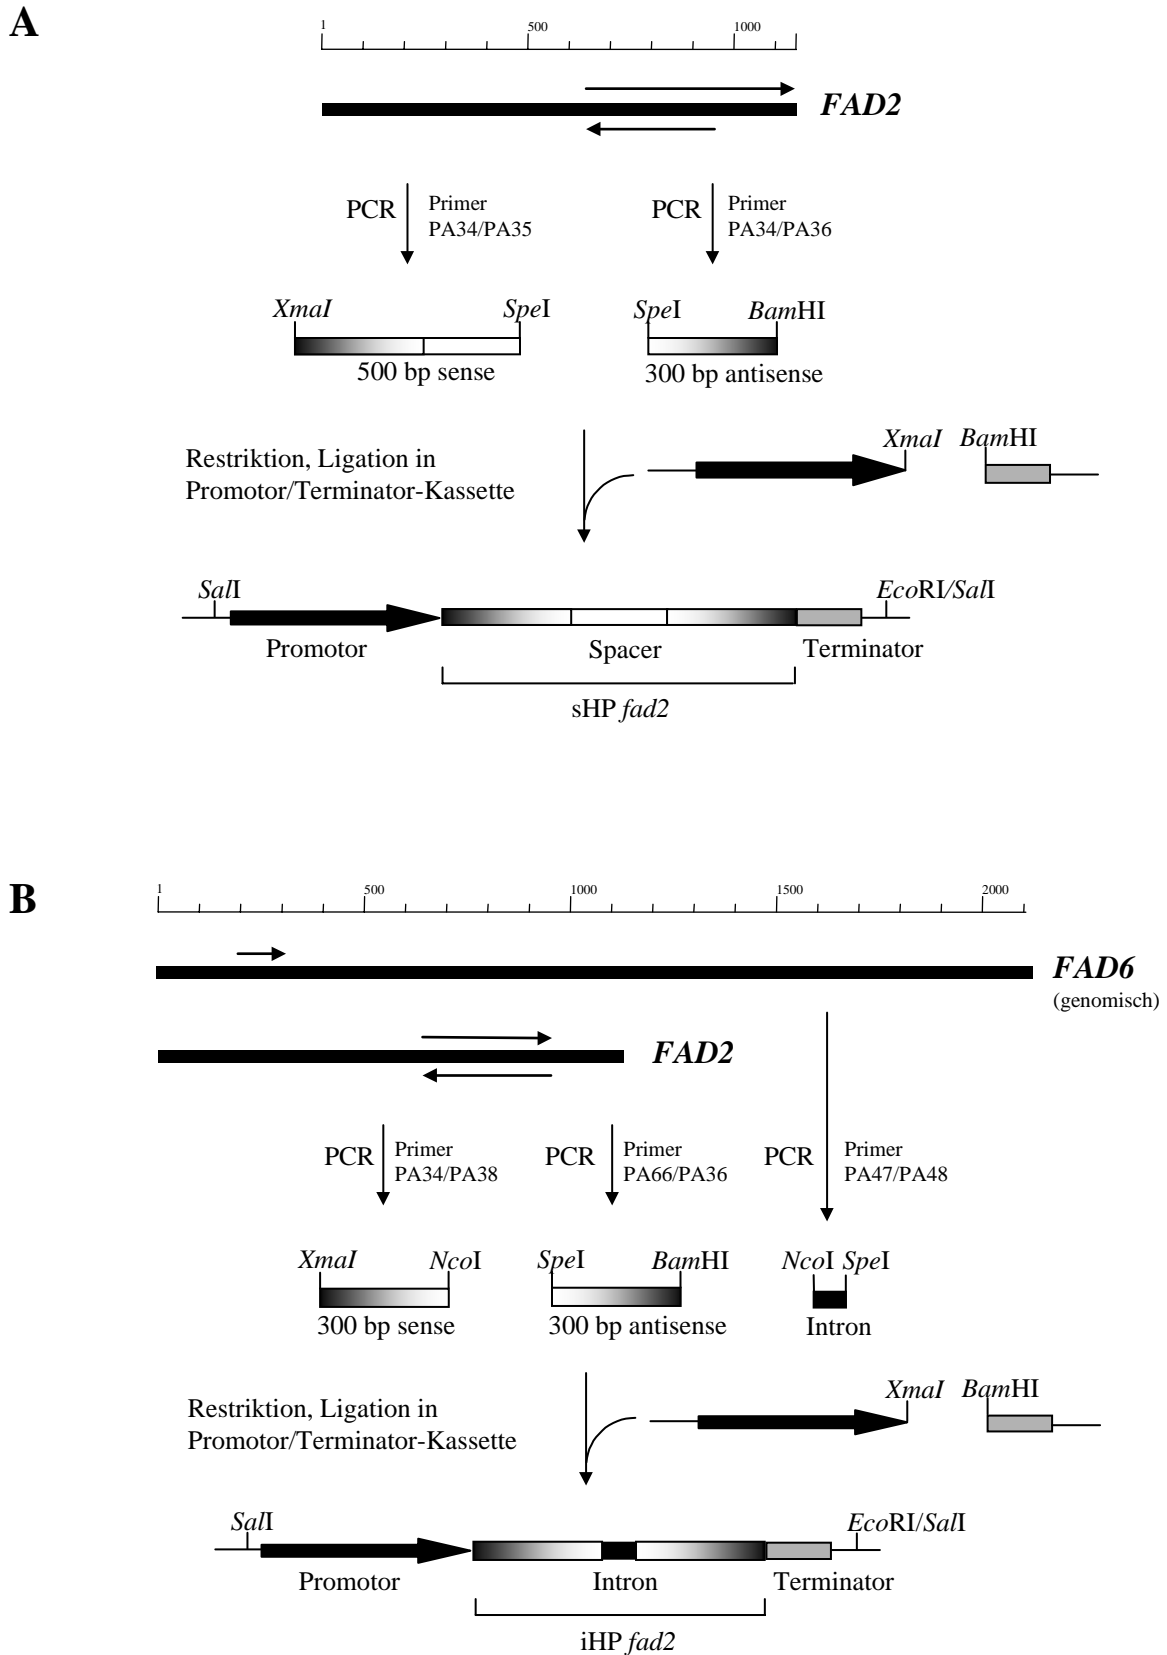 A
1 500 1000
FAD2
PCR Primer PA34/PA35
PCR Primer PA34/PA36
XmaI SpeI SpeI BamHI
500 bp sense 300 bp antisense
XmaI BamHI
Restriktion, Ligation in
Promotor/Terminator-Kassette
SalI EcoRI/SalI
Promotor Spacer Terminator
sHP fad2
B
1 500 1000 1500 2000
FAD6
(genomisch)
FAD2
PCR Primer PA34/PA38
PCR Primer PA66/PA36
PCR Primer PA47/PA48
XmaI NcoI SpeI BamHI NcoI SpeI
300 bp sense 300 bp antisense Intron
XmaI BamHI
Restriktion, Ligation in
Promotor/Terminator-Kassette
SalI EcoRI/SalI
Promotor Intron Terminator
iHP fad2